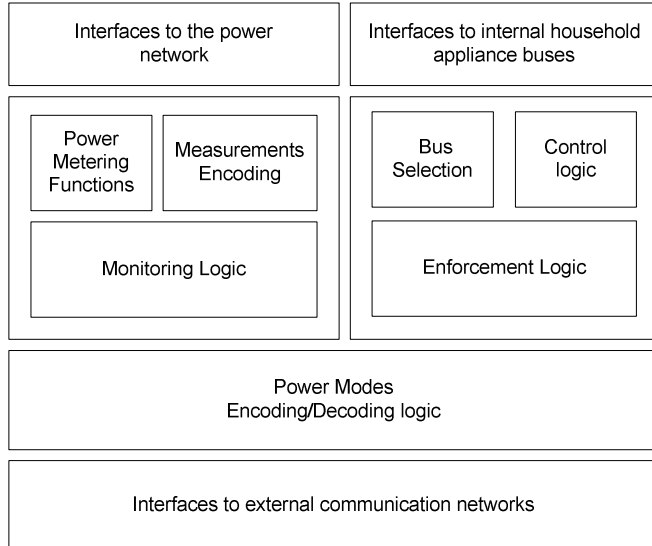 Interfaces to the power
network
Interfaces to internal household
appliance buses
Power
Metering
Functions
Measurements
Encoding
Bus
Selection
Control
logic
Monitoring Logic
Enforcement Logic
Power Modes
Encoding/Decoding logic
Interfaces to external communication networks